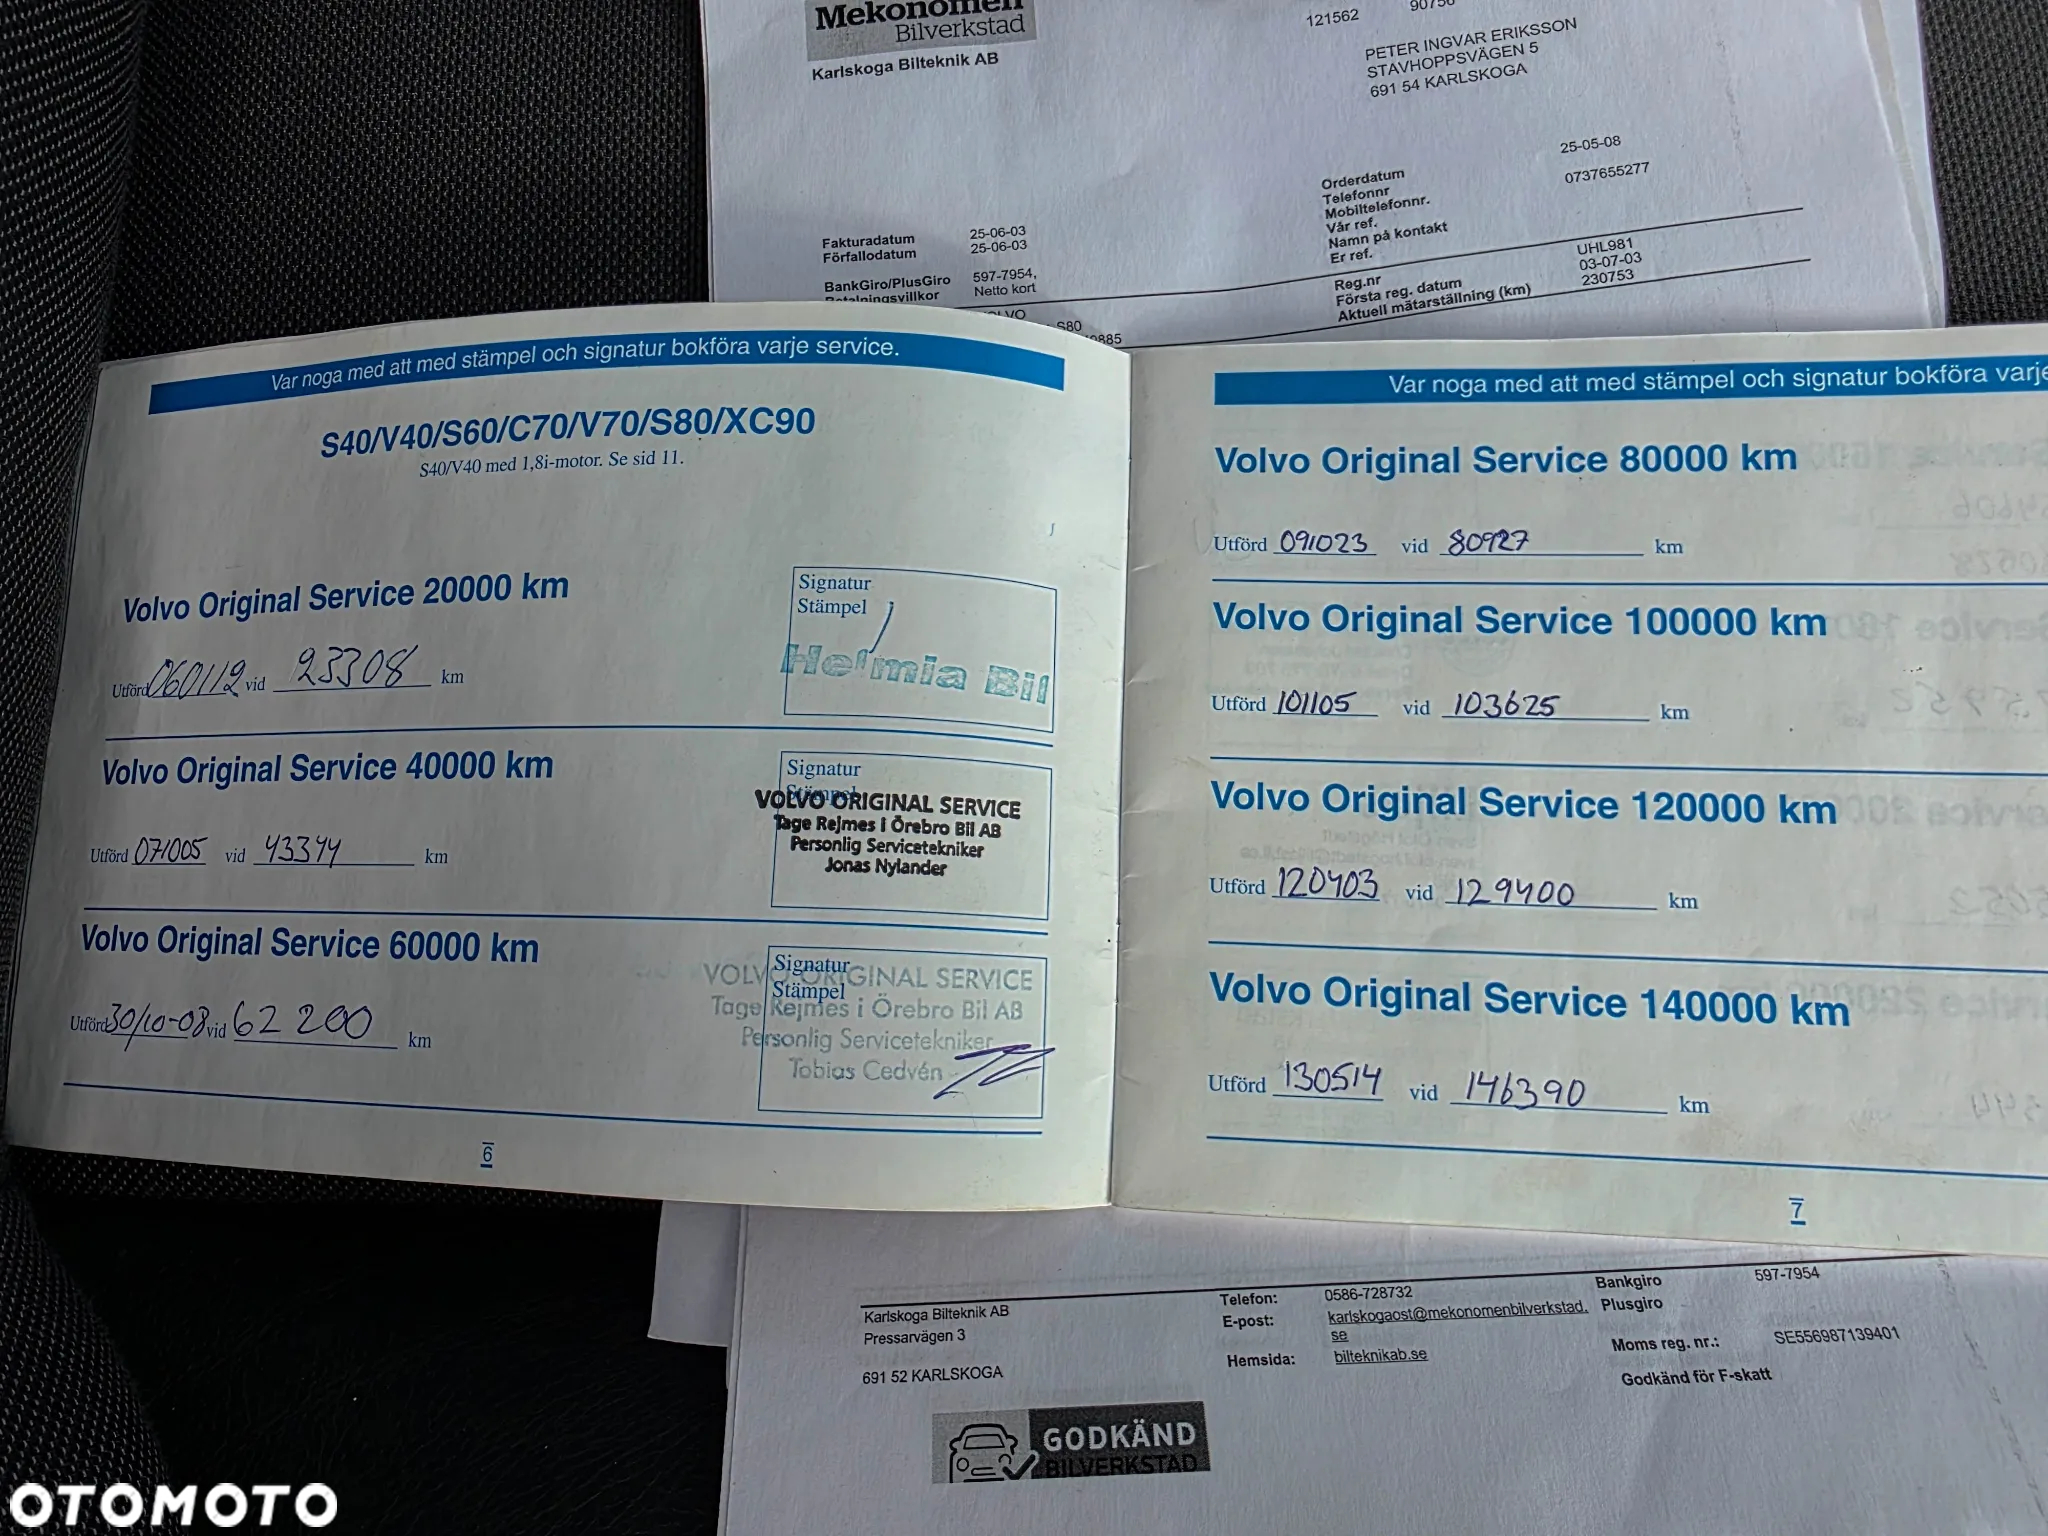 Mekonomen
Bilverkstad
Karlskoga Bilteknik AB
121562
90756
PETER INGVAR ERIKSSON
STAVHOPPSVÄGEN 5
691 54 KARLSKOGA
Fakturadatum 25-06-03
Förfallodatum 25-06-03
BankGiro/PlusGiro 597-7954,
Betalningsvillkor Netto kort
Orderdatum 25-05-08
Telefonnr 0737655277
Mobiltelefonnr.
Vår ref.
Namn på kontakt
Er ref.
Reg.nr UHL981
Första reg. datum 03-07-03
Aktuell mätarställning (km) 230753
S80
Var noga med att med stämpel och signatur bokföra varje service.
S40/V40/S60/C70/V70/S80/XC90
S40/V40 med 1,8i-motor. Se sid 11.
Volvo Original Service 20000 km
Utförd 060112 vid 23308 km
Signatur
Stämpel
Helmia Bil
Volvo Original Service 40000 km
Utförd 071005 vid 43344 km
Signatur
Stämpel
VOLVO ORIGINAL SERVICE
Tage Rejmes i Örebro Bil AB
Personlig Servicetekniker
Jonas Nylander
Volvo Original Service 60000 km
Utförd 30/10-08 vid 62 200 km
Signatur
Stämpel
VOLVO ORIGINAL SERVICE
Tage Rejmes i Örebro Bil AB
Personlig Servicetekniker
Tobias Cedvén
6
Var noga med att med stämpel och signatur bokföra varje
Volvo Original Service 80000 km
Utförd 091023 vid 80927 km
Volvo Original Service 100000 km
Utförd 101105 vid 103625 km
Volvo Original Service 120000 km
Utförd 120403 vid 129400 km
Volvo Original Service 140000 km
Utförd 130514 vid 146390 km
7
Karlskoga Bilteknik AB
Pressarvägen 3
691 52 KARLSKOGA
Telefon: 0586-728732
E-post: karlskogaost@mekonomenbilverkstad.
se
Hemsida: bilteknikab.se
Bankgiro 597-7954
Plusgiro
Moms reg. nr.: SE556987139401
Godkänd för F-skatt
GODKÄND
BILVERKSTAD
OTOMOTO